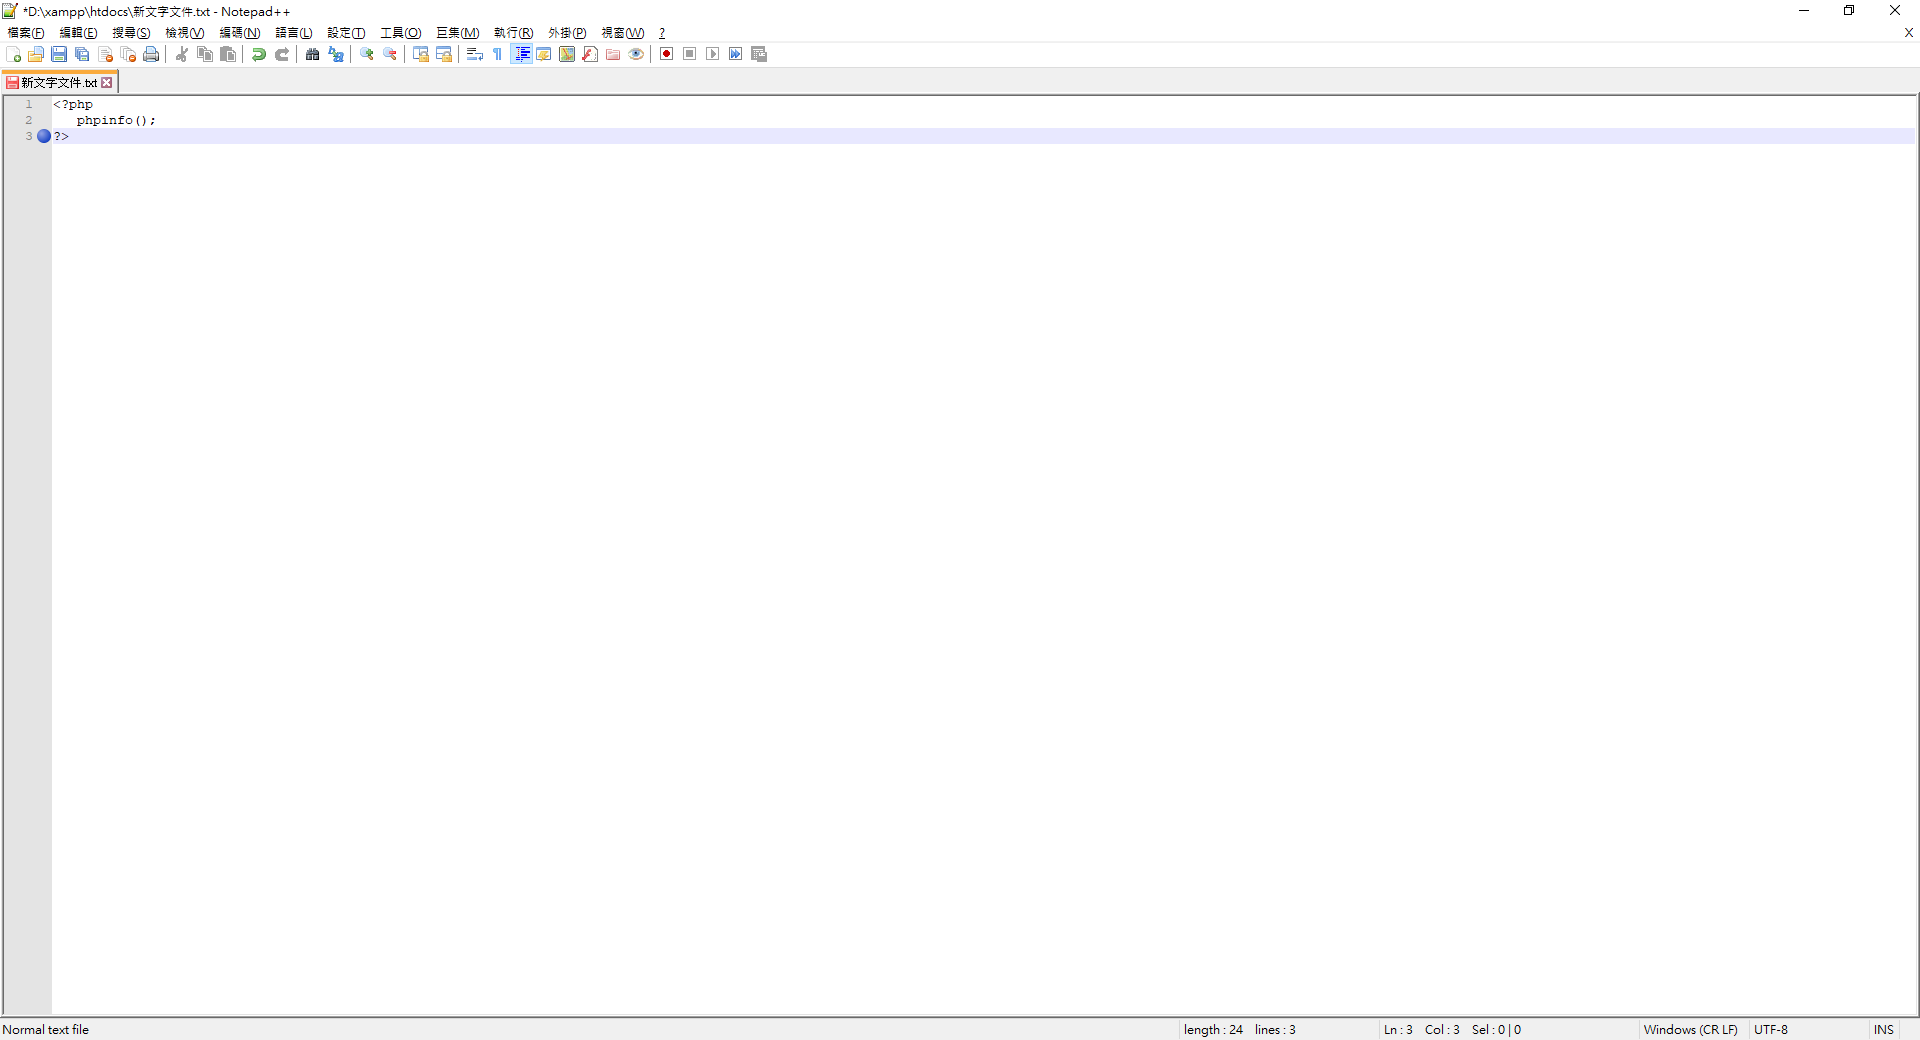 *D:\xampp\htdocs\新文字文件.txt - Notepad++
檔案(F) 編輯(E) 搜尋(S) 檢視(V) 編碼(N) 語言(L) 設定(T) 工具(O) 巨集(M) 執行(R) 外掛(P) 視窗(W) ? X
新文字文件.txt
1 <?php
2 phpinfo();
3 ?>
Normal text file length : 24 lines : 3 Ln : 3 Col : 3 Sel : 0 | 0 Windows (CR LF) UTF-8 INS